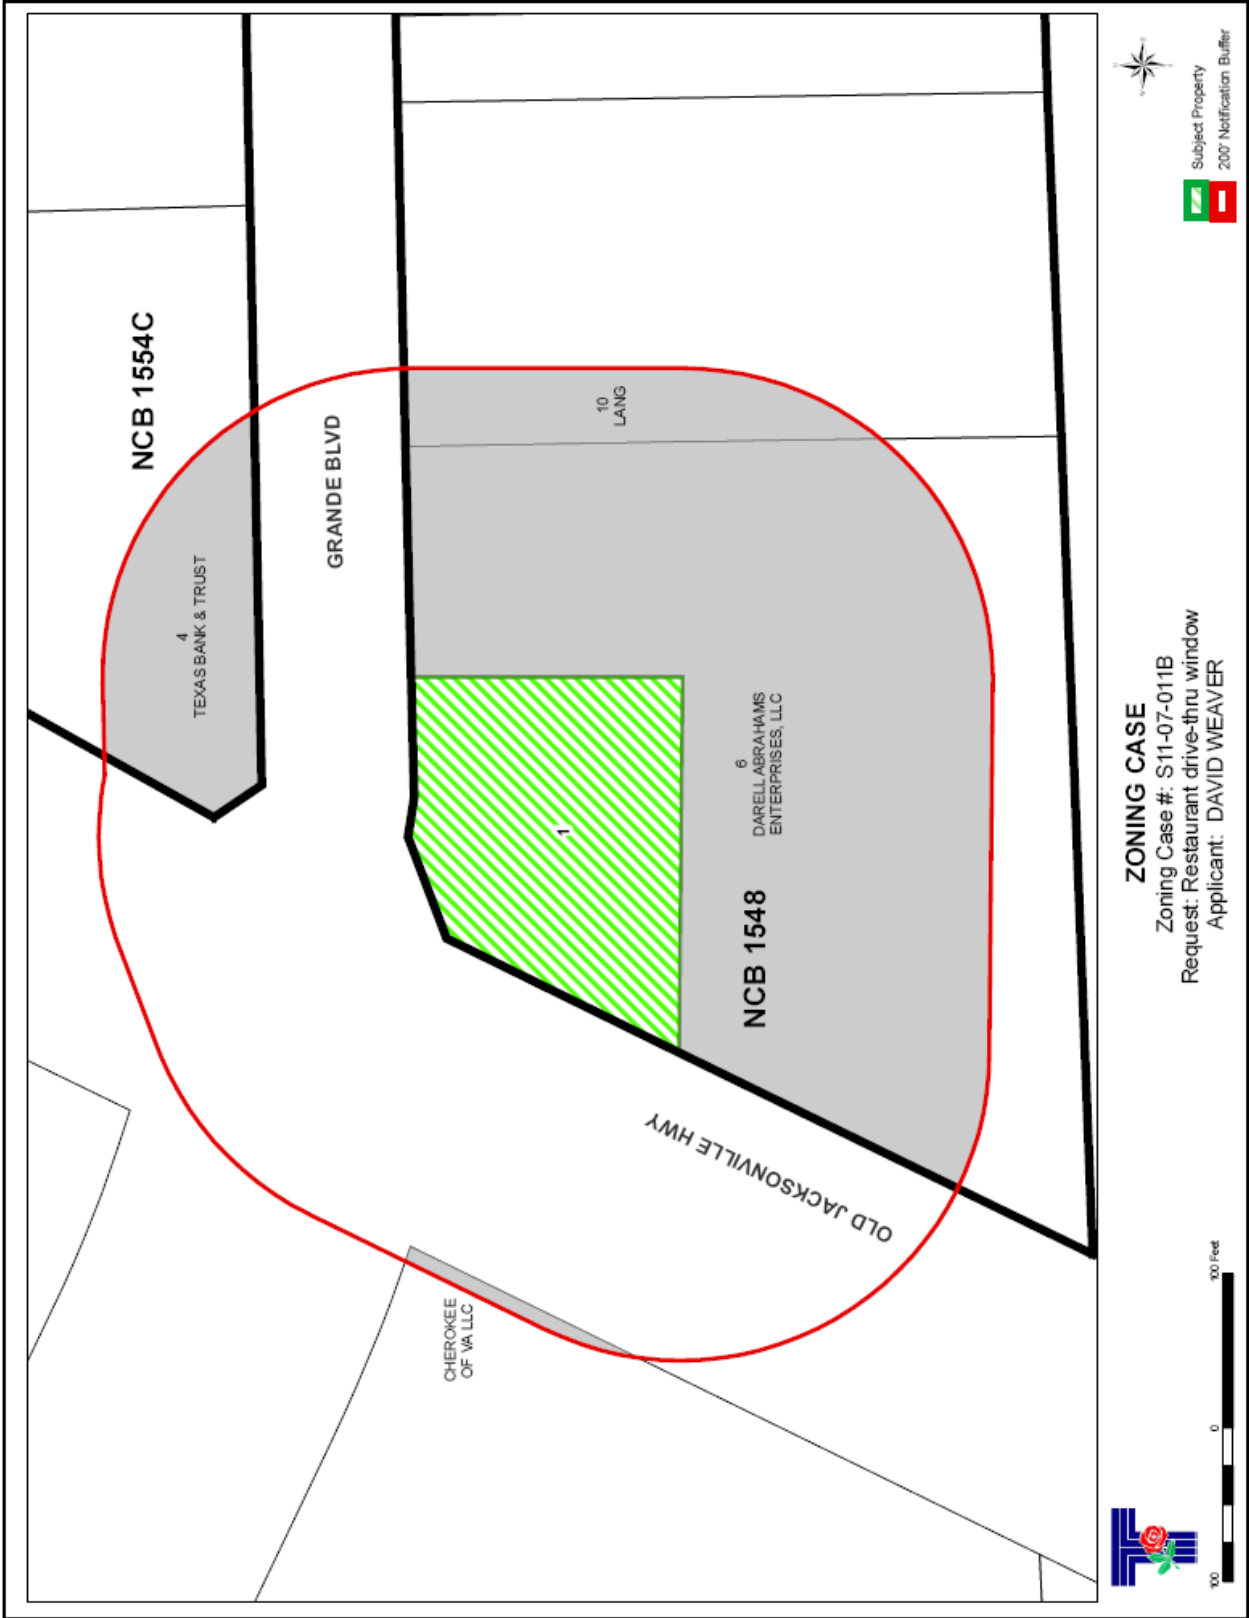 NCB 1554C
4
TEXAS BANK & TRUST
GRANDE BLVD
10
LANG
1
6
DARELL ABRAHAMS
ENTERPRISES, LLC
NCB 1548
OLD JACKSONVILLE HWY
CHEROKEE
OF VA LLC
100
0
100 Feet
ZONING CASE
Zoning Case #: S11-07-011B
Request: Restaurant drive-thru window
Applicant: DAVID WEAVER
Subject Property
200' Notification Buffer